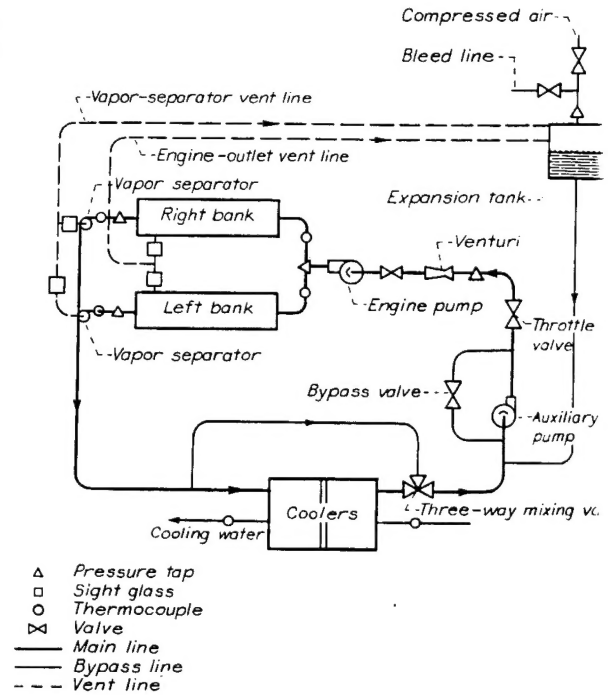 Compressed air
Bleed line
Vapor-separator vent line
Engine-outlet vent line
Vapor separator
Expansion tank
Right bank
Venturi
Left bank
Engine pump
Throttle
valve
Vapor separator
Bypass valve
Auxiliary
pump
Coolers
Three-way mixing va
Cooling water
Pressure tap
Sight glass
Thermocouple
Valve
Main line
Bypass line
Vent line